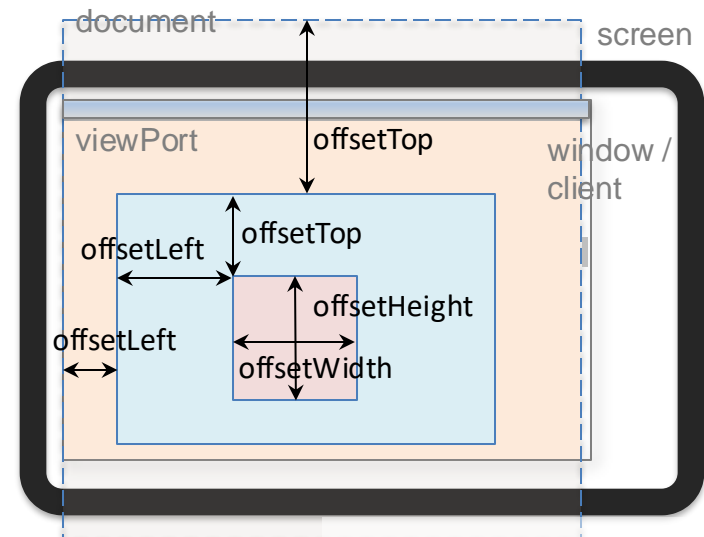 document
screen
viewPort
offsetTop
window /
client
offsetTop
offsetLeft
offsetHeight
offsetLeft
offsetWidth